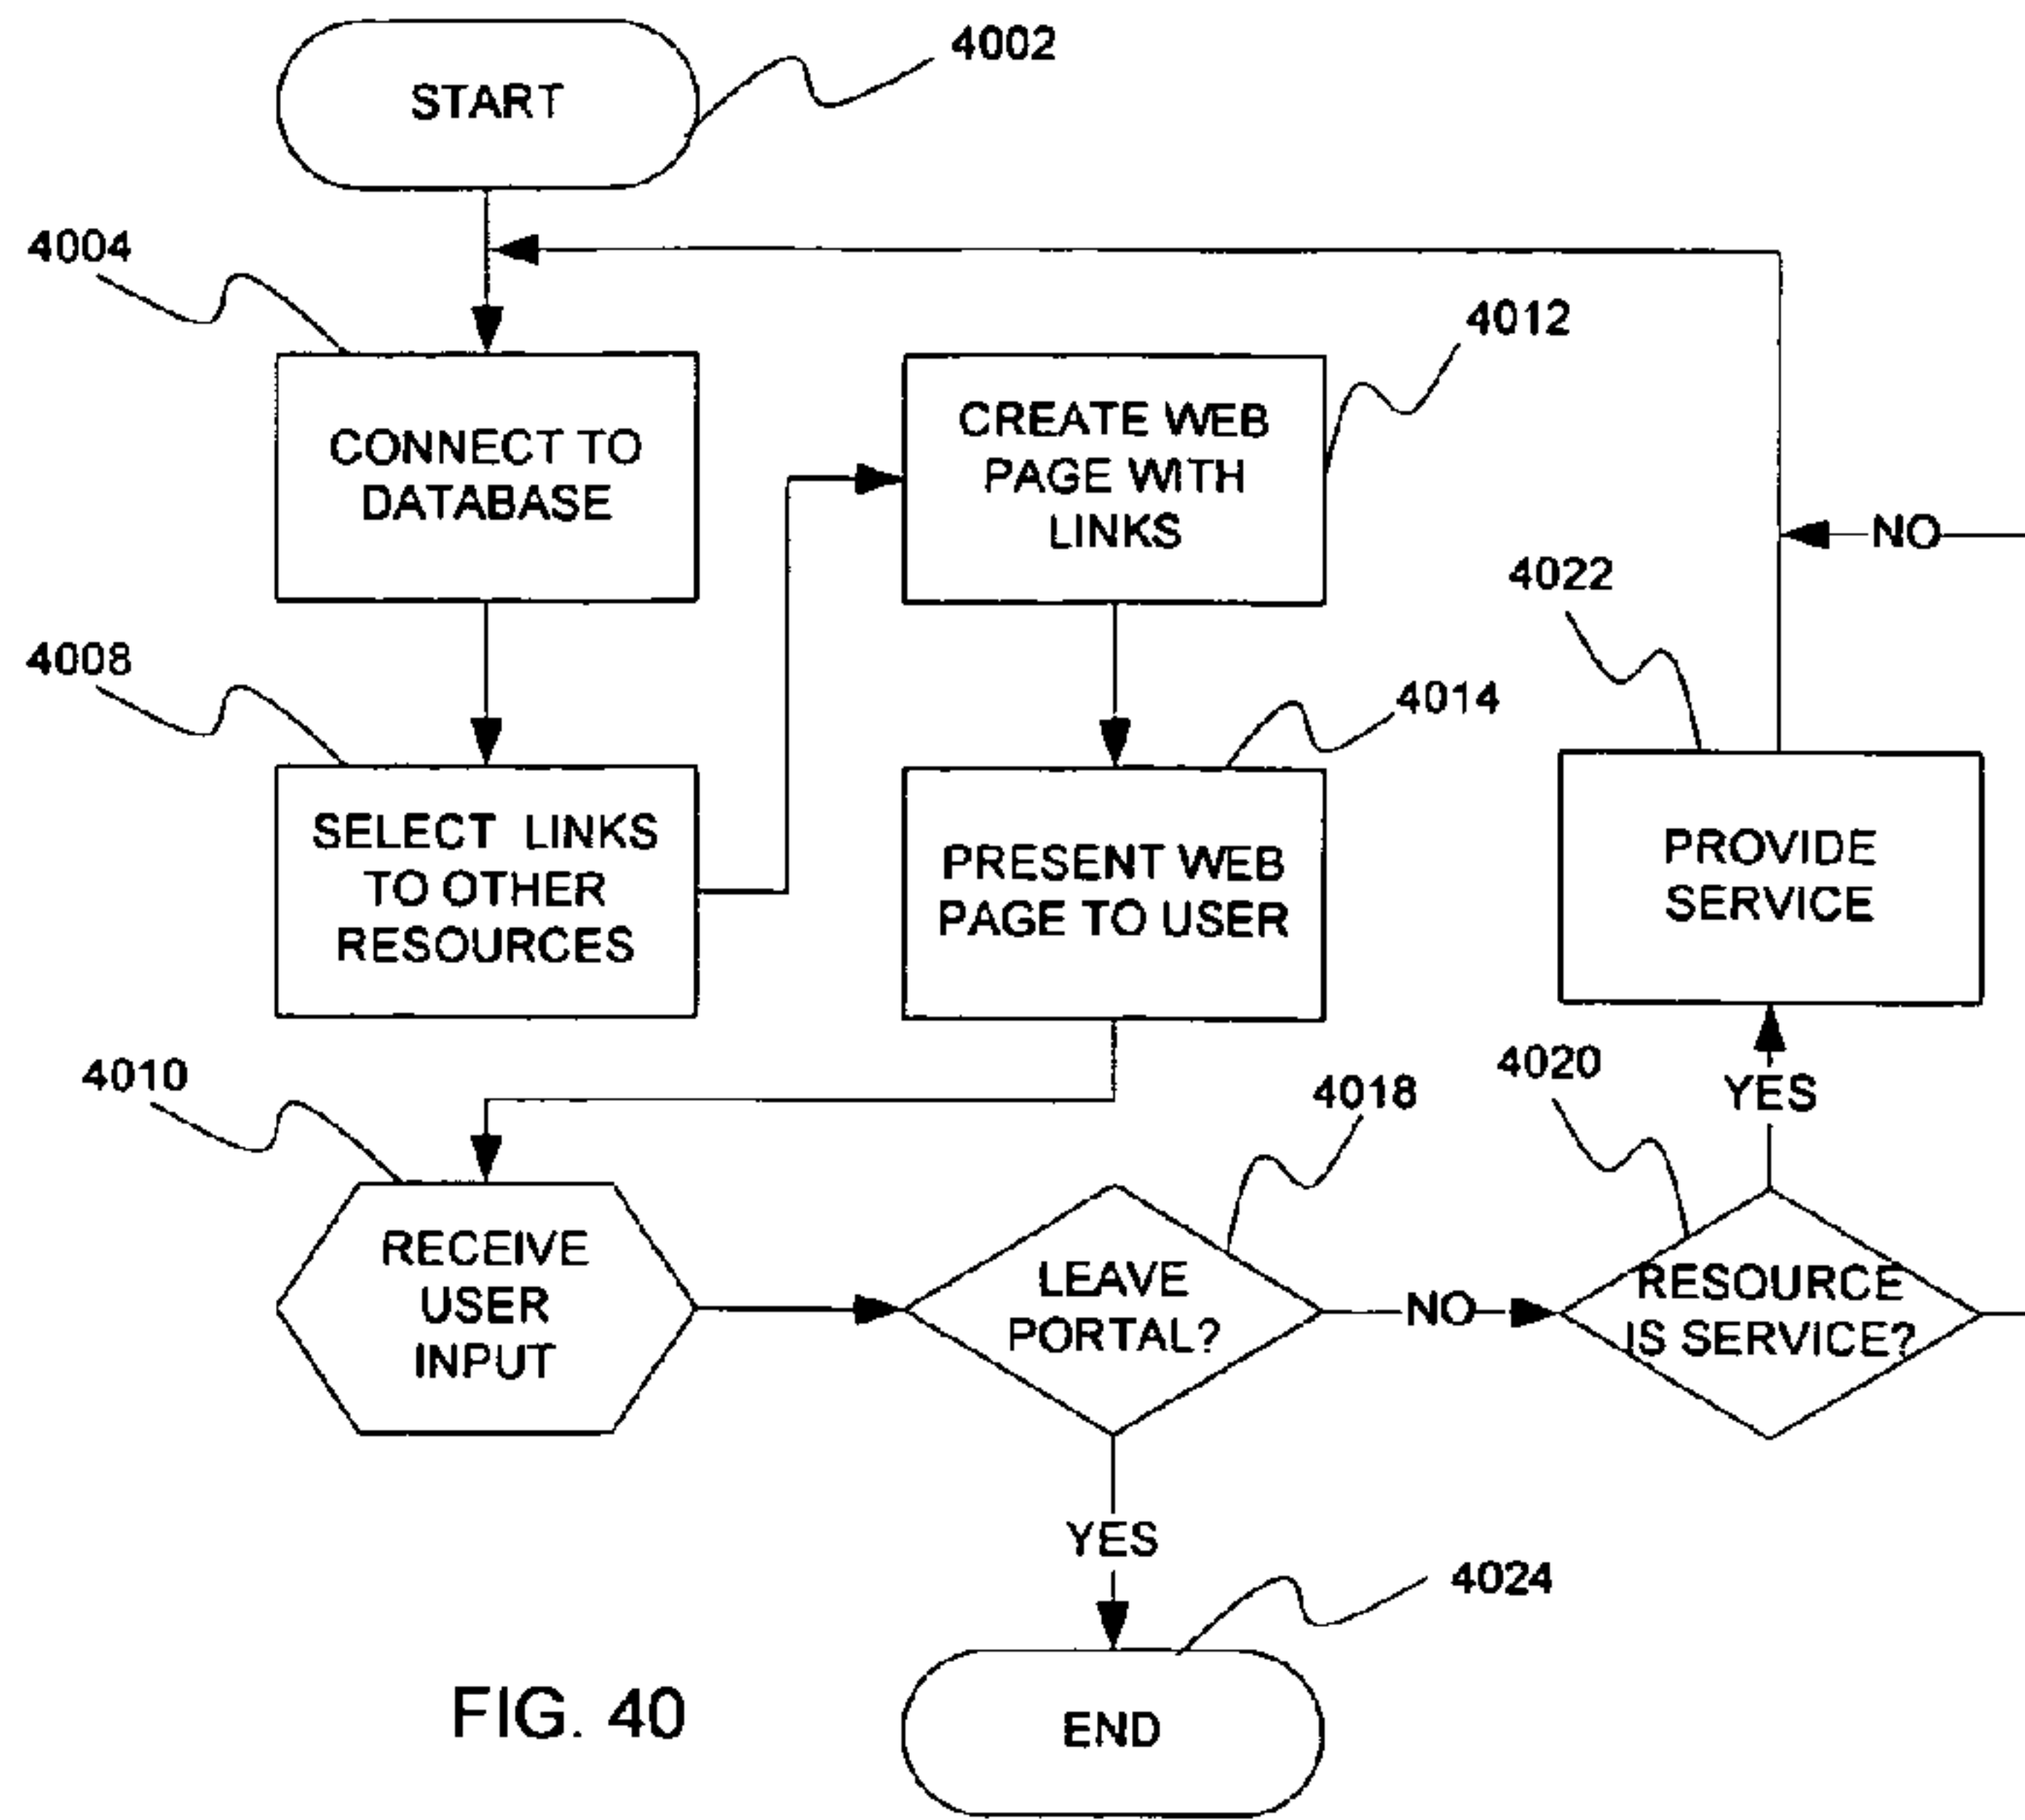 4002
START
4004
CONNECT TO
DATABASE
4012
CREATE WEB
PAGE WITH
LINKS
NO
4008
SELECT LINKS
TO OTHER
RESOURCES
4014
PRESENT WEB
PAGE TO USER
4022
PROVIDE
SERVICE
4010
RECEIVE
USER
INPUT
4018
LEAVE
PORTAL?
NO
4020
YES
RESOURCE
IS SERVICE?
YES
4024
END
FIG. 40